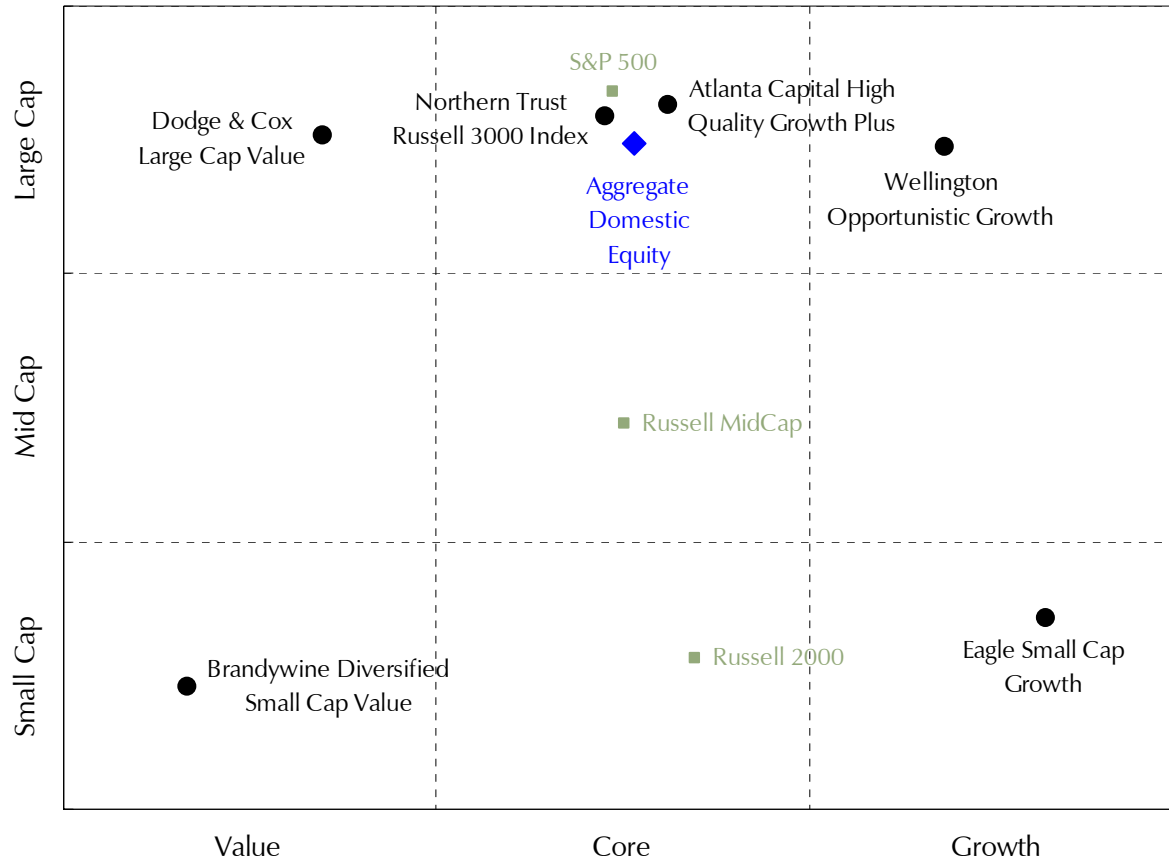 S&P 500
Large Cap
Dodge & Cox
Large Cap Value
Northern Trust
Russell 3000 Index
Atlanta Capital High
Quality Growth Plus
Aggregate
Domestic
Equity
Wellington
Opportunistic Growth
Mid Cap
Russell MidCap
Small Cap
Brandywine Diversified
Small Cap Value
Russell 2000
Eagle Small Cap
Growth
Value
Core
Growth